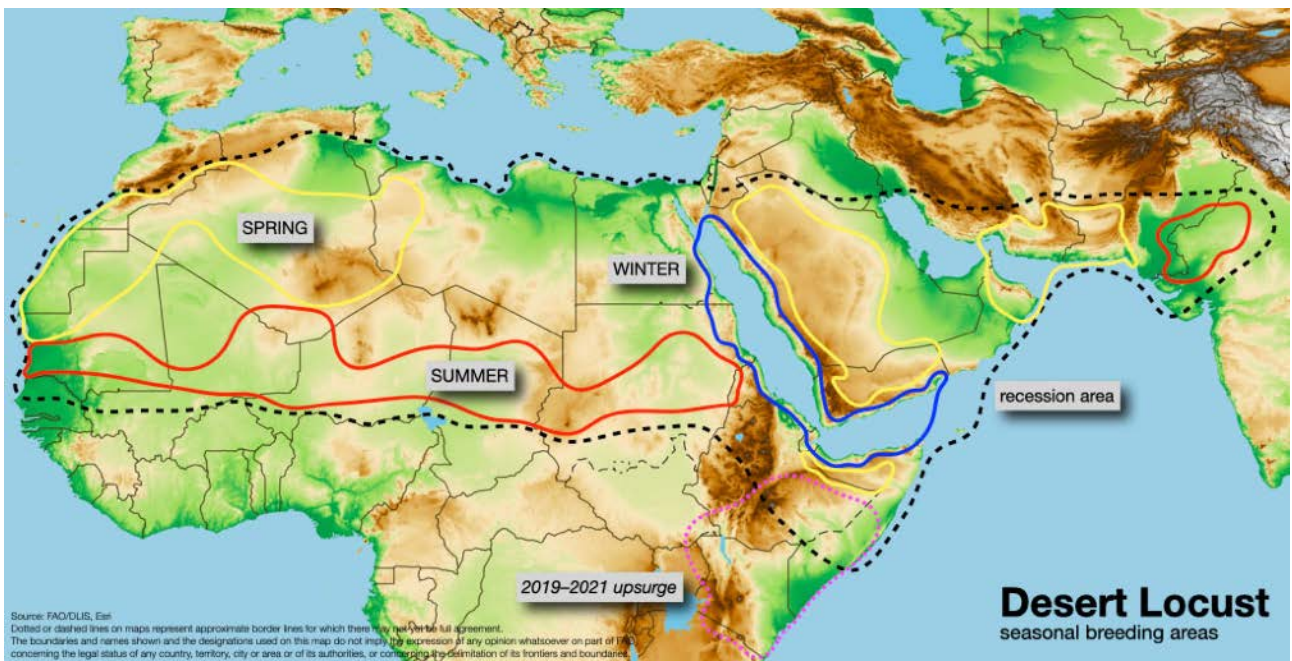 SPRING
WINTER
SUMMER
recession area
2019–2021 upsurge
Desert Locust
seasonal breeding areas
Source: FAO/DLIS, Esri
Dotted or dashed lines on maps represent approximate border lines for which there may not yet be full agreement.
The boundaries and names shown and the designations used on this map do not imply the expression of any opinion whatsoever on part of FAO
concerning the legal status of any country, territory, city or area or of its authorities, or concerning the delimitation of its frontiers and boundaries.